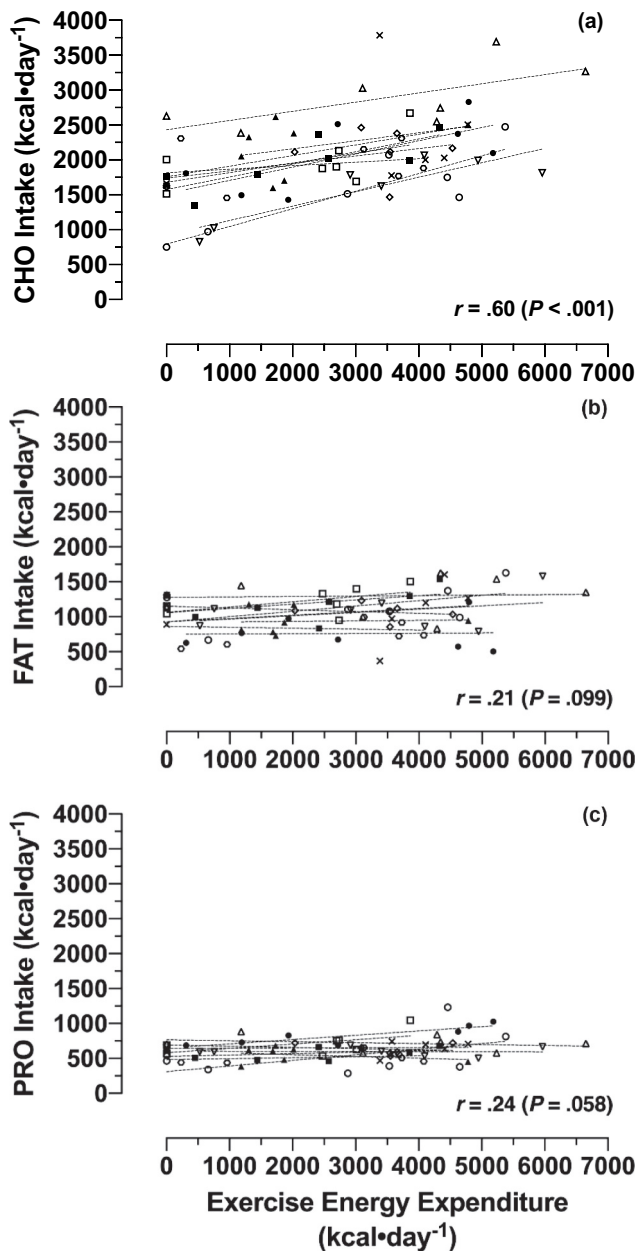 (a)
CHO Intake (kcal•day⁻¹)
4000
3500
3000
2500
2000
1500
1000
500
0
r = .60 (P < .001)
0 1000 2000 3000 4000 5000 6000 7000
(b)
FAT Intake (kcal•day⁻¹)
4000
3500
3000
2500
2000
1500
1000
500
0
r = .21 (P = .099)
0 1000 2000 3000 4000 5000 6000 7000
(c)
PRO Intake (kcal•day⁻¹)
4000
3500
3000
2500
2000
1500
1000
500
0
r = .24 (P = .058)
0 1000 2000 3000 4000 5000 6000 7000
Exercise Energy Expenditure
(kcal•day⁻¹)